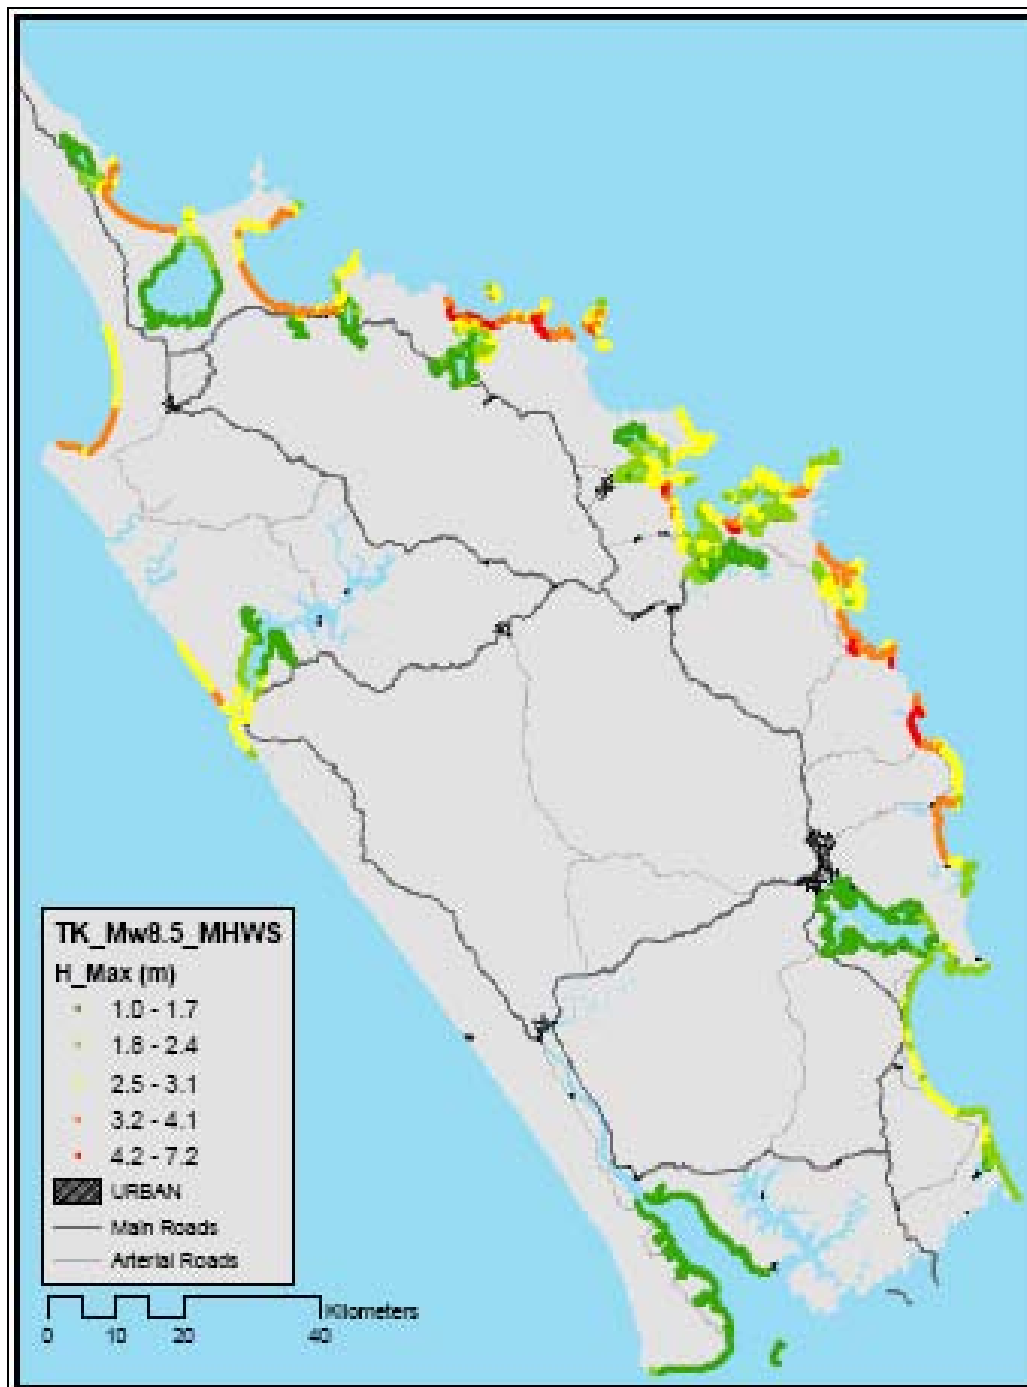 TK_Mw8.5_MHWS
H_Max (m)
1.0 - 1.7
1.8 - 2.4
2.5 - 3.1
3.2 - 4.1
4.2 - 7.2
URBAN
Main Roads
Arterial Roads
Kilometers
0 10 20 40